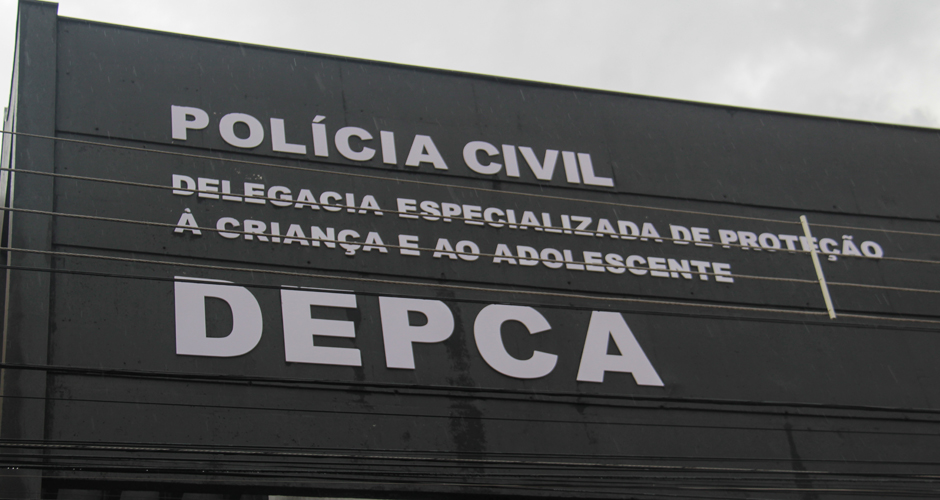 POLÍCIA CIVIL
DELEGACIA ESPECIALIZADA DE PROTEÇÃO
À CRIANÇA E AO ADOLESCENTE
DEPCA